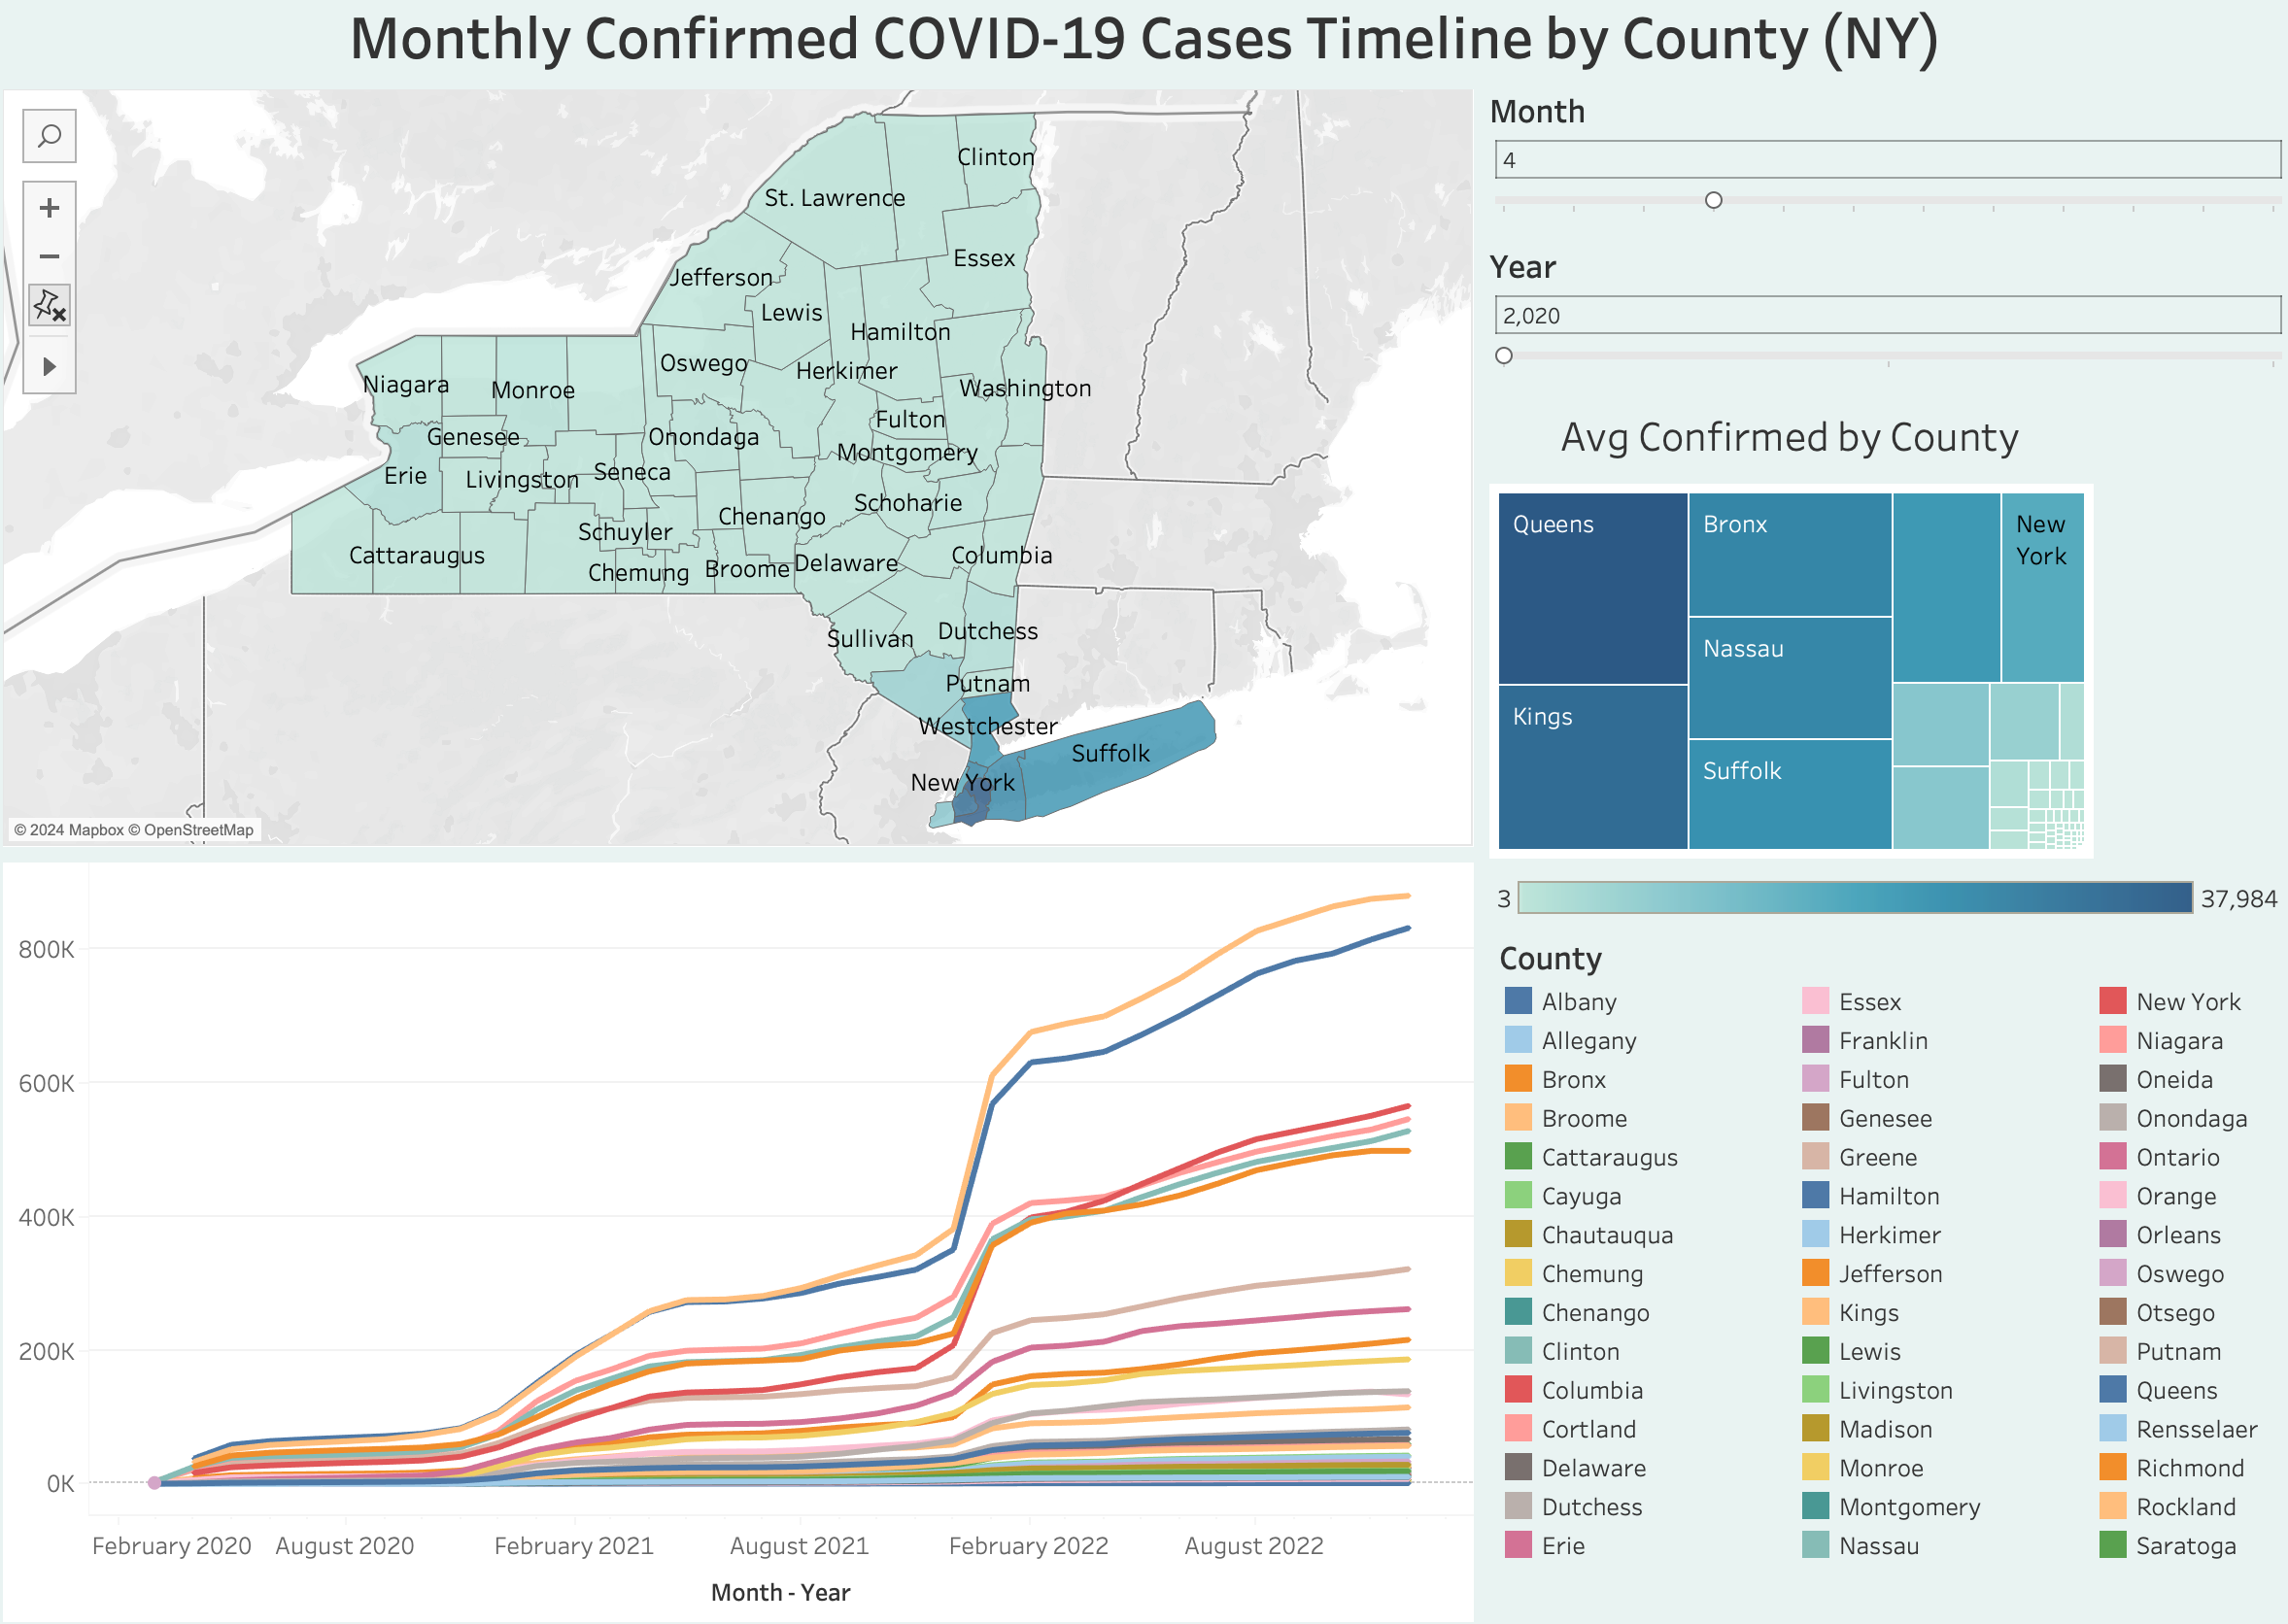 Monthly Confirmed COVID-19 Cases Timeline by County (NY)
Clinton
St. Lawrence
Essex
Jefferson
Lewis
Hamilton
Oswego
Herkimer
Niagara
Monroe
Washington
Fulton
Genesee
Onondaga
Montgomery
Erie
Livingston
Seneca
Schoharie
Chenango
Schuyler
Cattaraugus
Columbia
Delaware
Broome
Chemung
Dutchess
Sullivan
Putnam
Westchester
Suffolk
New York
© 2024 Mapbox © OpenStreetMap
Month
4
Year
2,020
Avg Confirmed by County
Queens
Bronx
New
York
Nassau
Kings
Suffolk
3
37,984
800K
600K
400K
200K
0K
February 2020
August 2020
February 2021
August 2021
February 2022
August 2022
Month - Year
County
Albany
Allegany
Bronx
Broome
Cattaraugus
Cayuga
Chautauqua
Chemung
Chenango
Clinton
Columbia
Cortland
Delaware
Dutchess
Erie
Essex
Franklin
Fulton
Genesee
Greene
Hamilton
Herkimer
Jefferson
Kings
Lewis
Livingston
Madison
Monroe
Montgomery
Nassau
New York
Niagara
Oneida
Onondaga
Ontario
Orange
Orleans
Oswego
Otsego
Putnam
Queens
Rensselaer
Richmond
Rockland
Saratoga